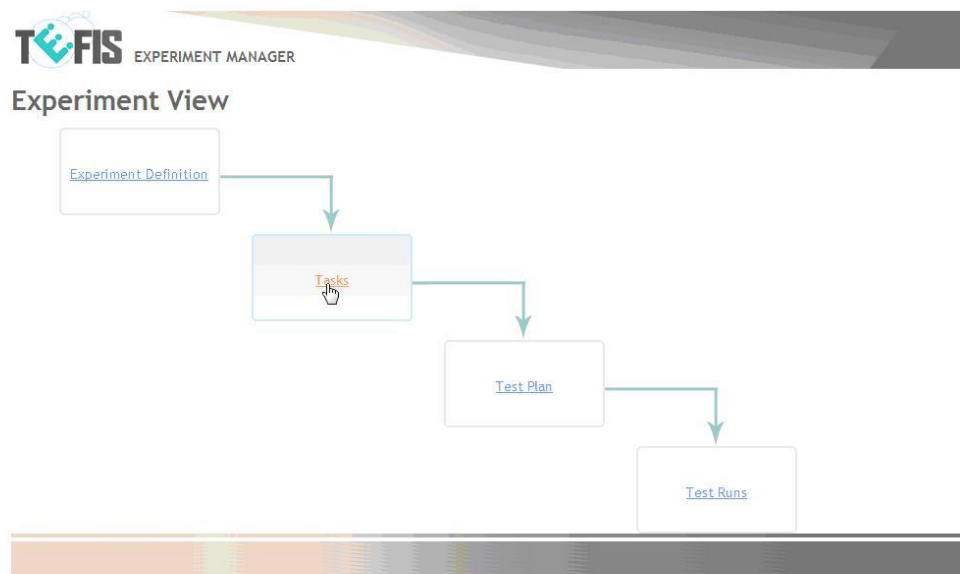 TEFIS EXPERIMENT MANAGER
Experiment View
Experiment Definition
Tasks
Test Plan
Test Runs